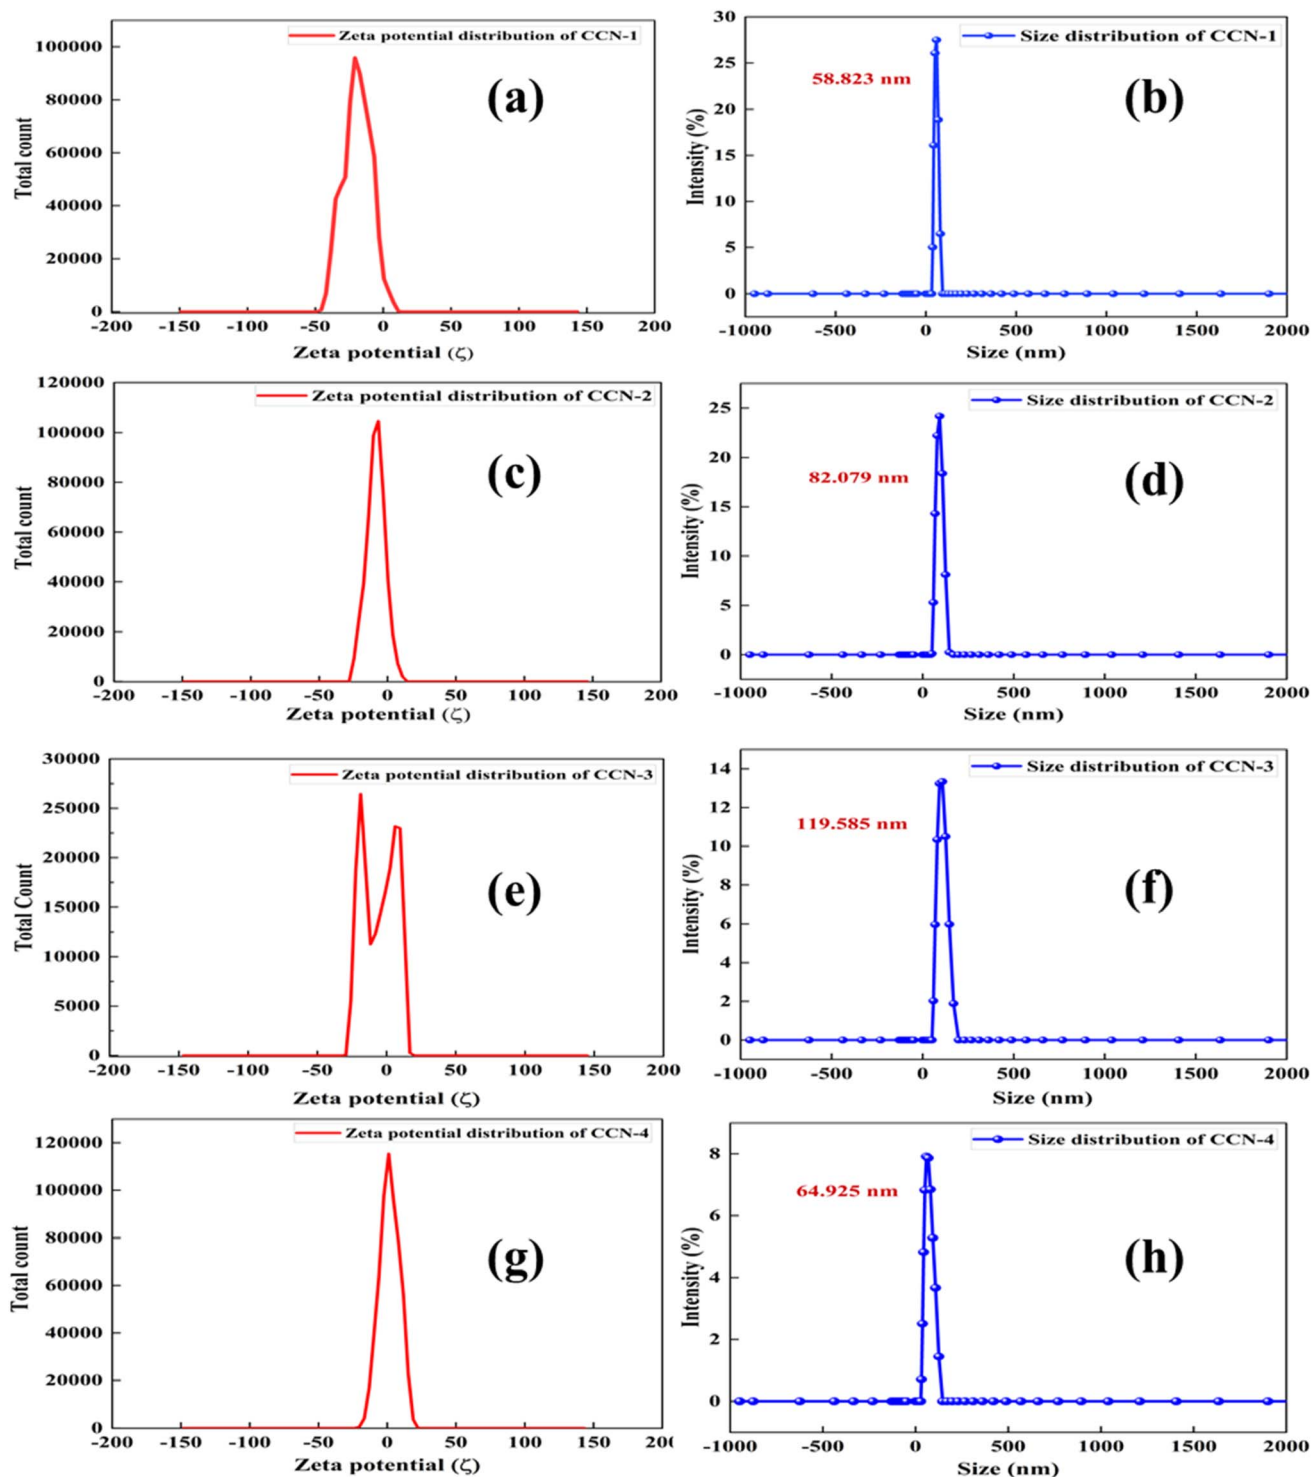 Zeta potential distribution of CCN-1
(a)
Total count
100000
80000
60000
40000
20000
0
-200 -150 -100 -50 0 50 100 150 200
Zeta potential (ζ)
Size distribution of CCN-1
58.823 nm
(b)
Intensity (%)
30
25
20
15
10
5
0
-1000 -500 0 500 1000 1500 2000
Size (nm)
Zeta potential distribution of CCN-2
(c)
Total count
120000
100000
80000
60000
40000
20000
0
-200 -150 -100 -50 0 50 100 150 200
Zeta potential (ζ)
Size distribution of CCN-2
82.079 nm
(d)
Intensity (%)
25
20
15
10
5
0
-1000 -500 0 500 1000 1500 2000
Size (nm)
Zeta potential distribution of CCN-3
(e)
Total Count
30000
25000
20000
15000
10000
5000
0
-200 -150 -100 -50 0 50 100 150 200
Zeta potential (ζ)
Size distribution of CCN-3
119.585 nm
(f)
Intensity (%)
14
12
10
8
6
4
2
0
-1000 -500 0 500 1000 1500 2000
Size (nm)
Zeta potential distribution of CCN-4
(g)
Total count
120000
100000
80000
60000
40000
20000
0
-200 -150 -100 -50 0 50 100 150
Zeta potential (ζ)
Size distribution of CCN-4
64.925 nm
(h)
Intensity (%)
8
6
4
2
0
-1000 -500 0 500 1000 1500 2000
Size (nm)